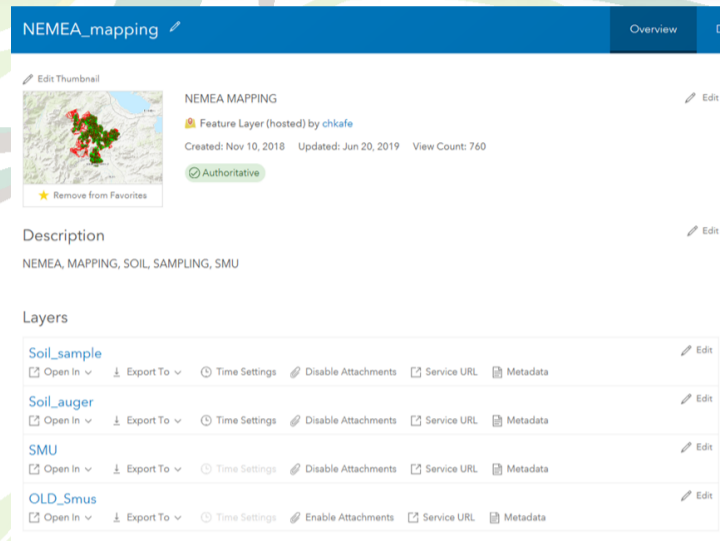 NEMEA_mapping
Overview
Edit Thumbnail
NEMEA MAPPING
Edit
Feature Layer (hosted) by chkafe
Created: Nov 10, 2018 Updated: Jun 20, 2019 View Count: 760
Authoritative
Remove from Favorites
Description
Edit
NEMEA, MAPPING, SOIL, SAMPLING, SMU
Layers
Soil_sample
Edit
Open In Export To Time Settings Disable Attachments Service URL Metadata
Soil_auger
Edit
Open In Export To Time Settings Disable Attachments Service URL Metadata
SMU
Edit
Open In Export To Time Settings Disable Attachments Service URL Metadata
OLD_Smus
Edit
Open In Export To Time Settings Enable Attachments Service URL Metadata